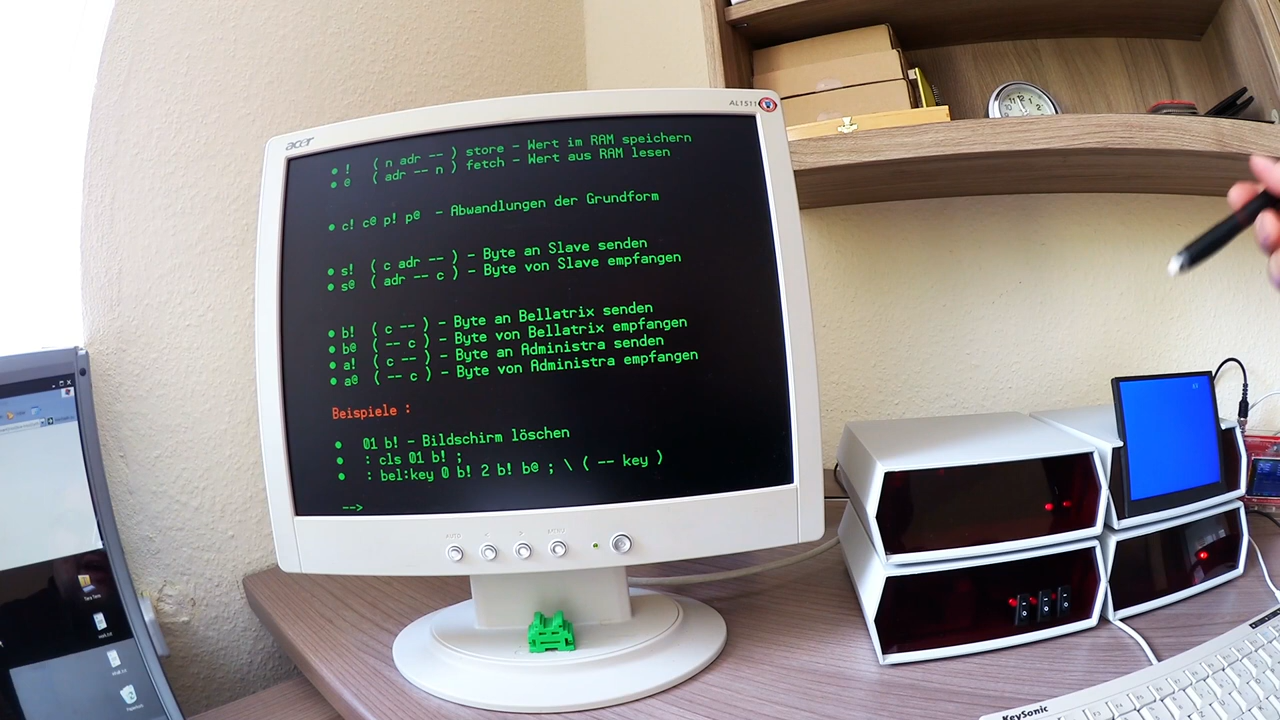 acer
AL1511
• ! ( n adr -- ) store - Wert im RAM speichern
• @ ( adr -- n ) fetch - Wert aus RAM lesen
• c! c@ p! p@ - Abwandlungen der Grundform
• s! ( c adr -- ) - Byte an Slave senden
• s@ ( adr -- c ) - Byte von Slave empfangen
• b! ( c -- ) - Byte an Bellatrix senden
• b@ ( -- c ) - Byte von Bellatrix empfangen
• a! ( c -- ) - Byte an Administra senden
• a@ ( -- c ) - Byte von Administra empfangen
Beispiele :
• 01 b! - Bildschirm löschen
• : cls 01 b! ;
• : bel:key 0 b! 2 b! b@ ; \ ( -- key )
-->
AUTO < > MENU
KeySonic